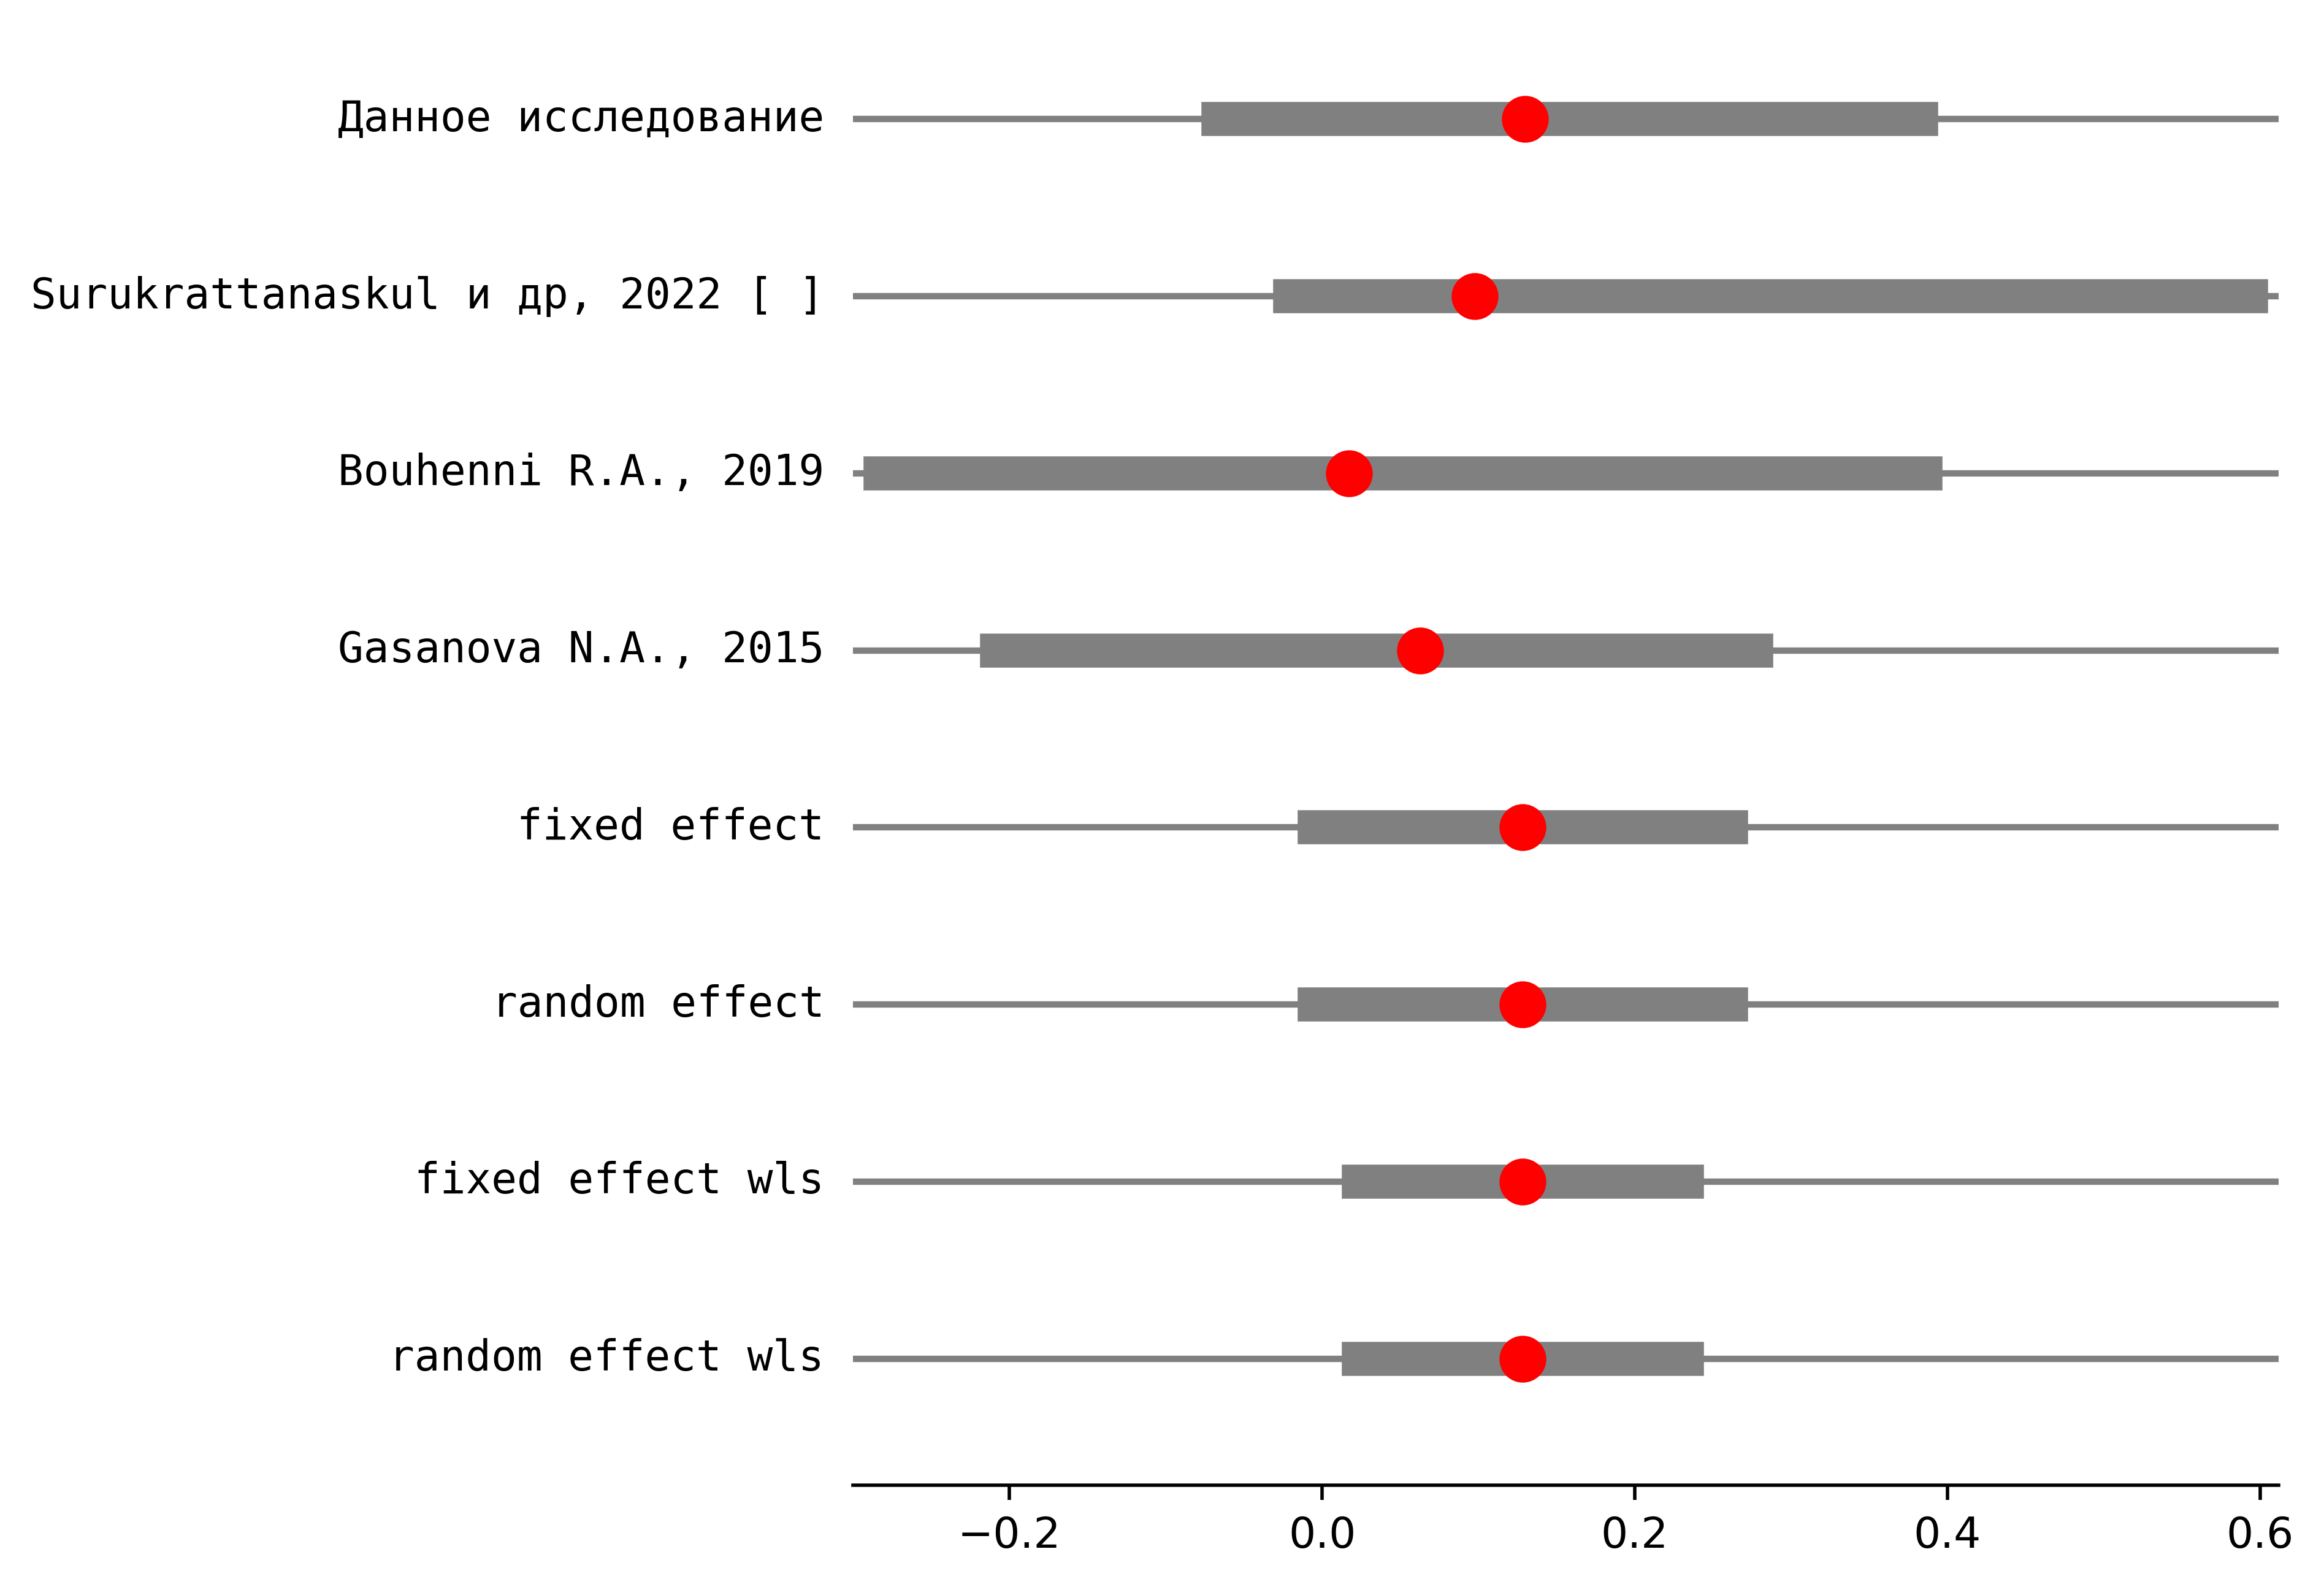 Данное исследование
Surukrattanaskul и др, 2022 [ ]
Bouhenni R.A., 2019
Gasanova N.A., 2015
fixed effect
random effect
fixed effect wls
random effect wls
−0.2 0.0 0.2 0.4 0.6